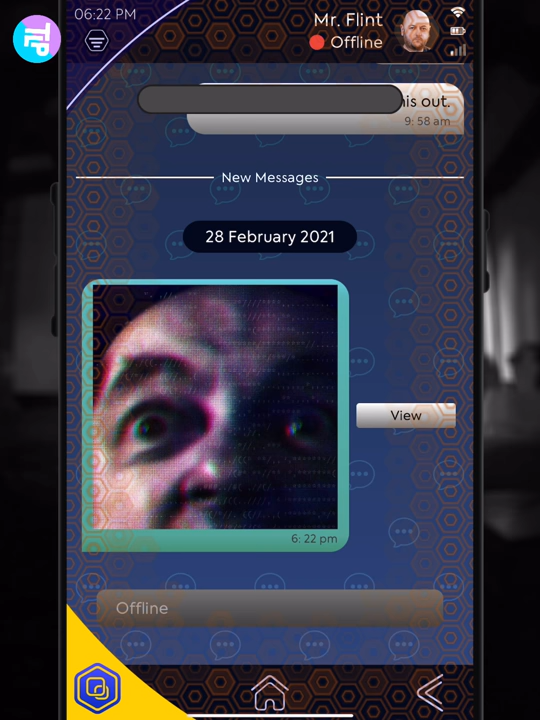 06:22 PM
Mr. Flint
Offline
is out.
9: 58 am
New Messages
28 February 2021
View
6: 22 pm
Offline